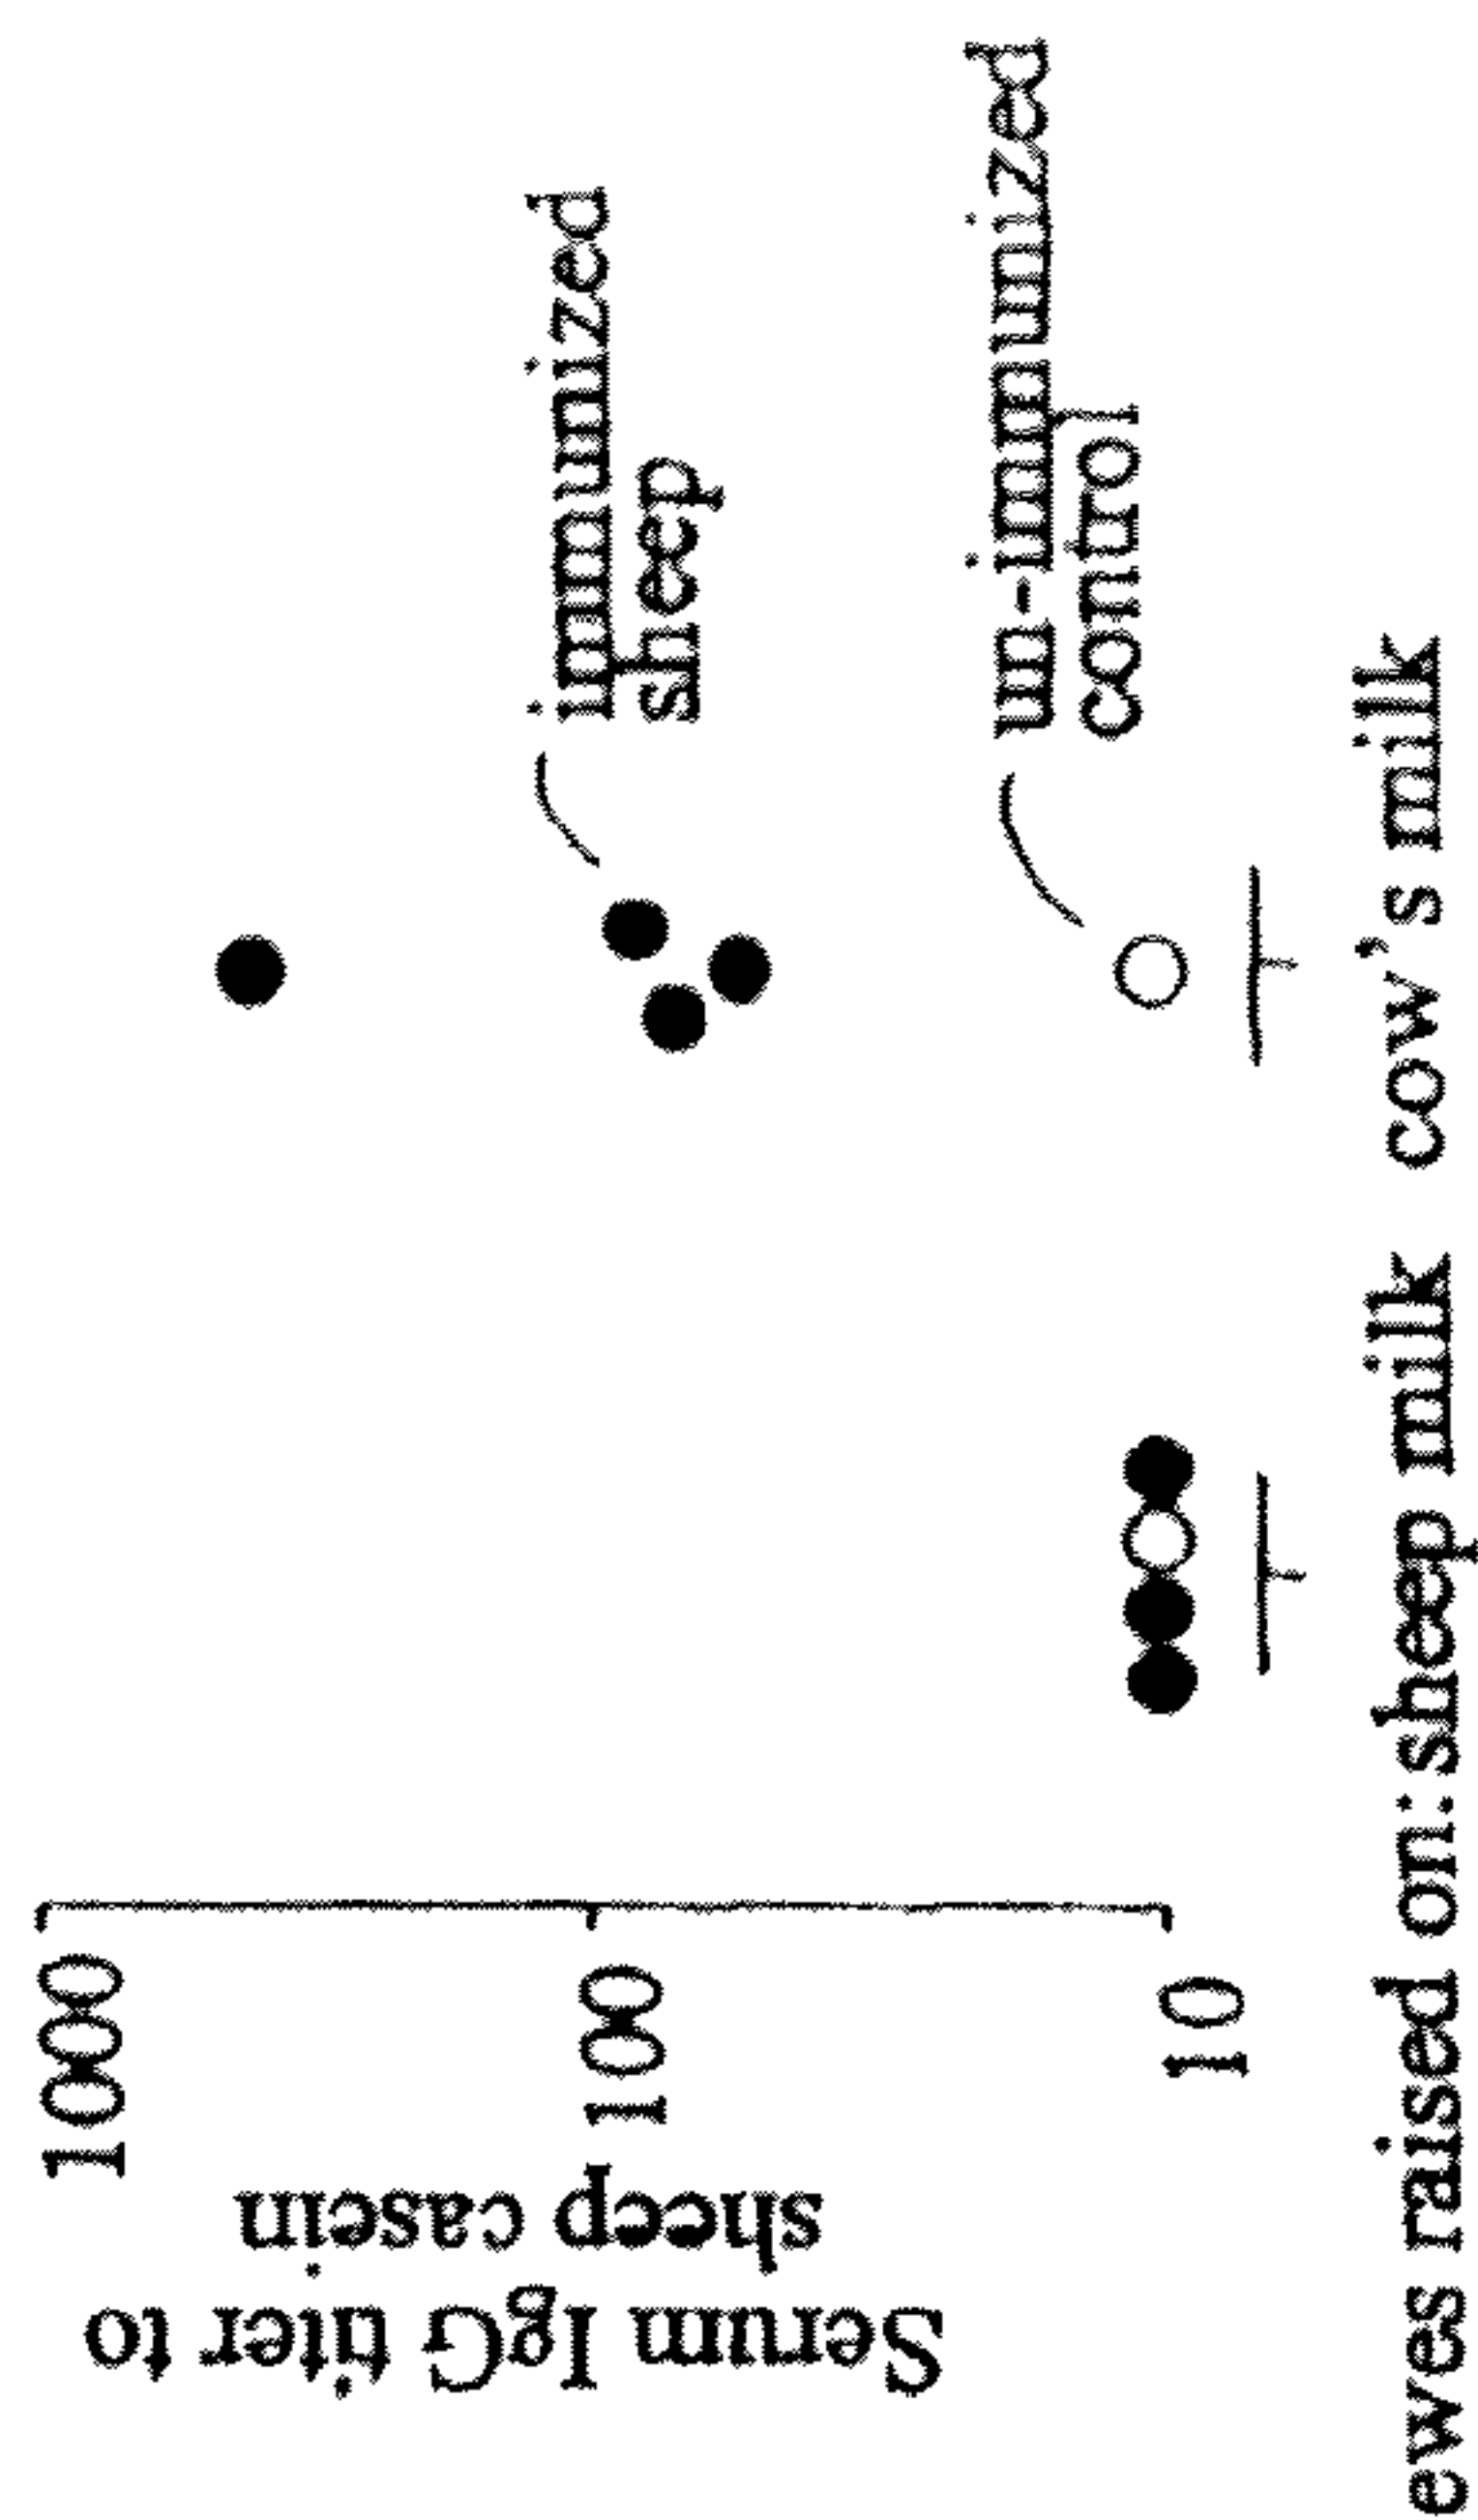 Serum IgG titer to
sheep casein
1000
100
10
immunized
sheep
un-immunized
control
ewes raised on: sheep milk cow's milk